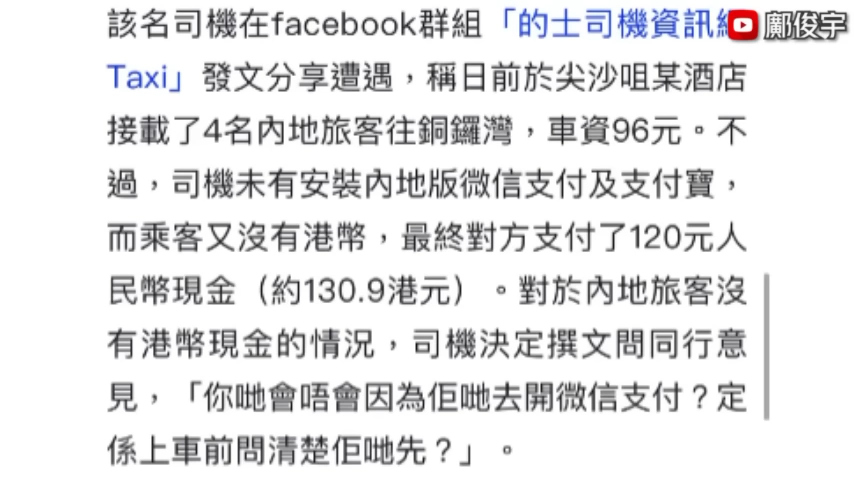 該名司機在facebook群組「的士司機資訊
鄺俊宇
Taxi」發文分享遭遇，稱日前於尖沙咀某酒店
接載了4名內地旅客往銅鑼灣，車資96元。不
過，司機未有安裝內地版微信支付及支付寶，
而乘客又沒有港幣，最終對方支付了120元人
民幣現金（約130.9港元）。對於內地旅客沒
有港幣現金的情況，司機決定撰文問同行意
見，「你哋會唔會因為佢哋去開微信支付？定
係上車前問清楚佢哋先？」。